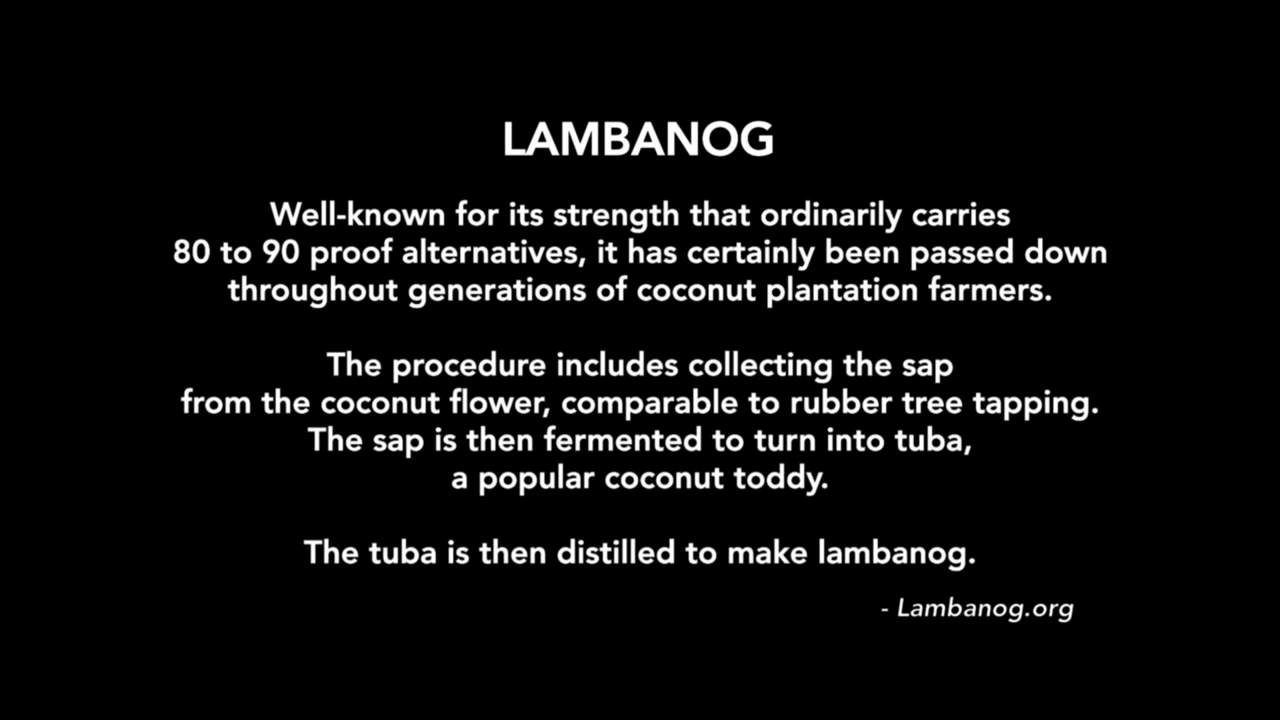 LAMBANOG
Well-known for its strength that ordinarily carries
80 to 90 proof alternatives, it has certainly been passed down
throughout generations of coconut plantation farmers.
The procedure includes collecting the sap
from the coconut flower, comparable to rubber tree tapping.
The sap is then fermented to turn into tuba,
a popular coconut toddy.
The tuba is then distilled to make lambanog.
- Lambanog.org